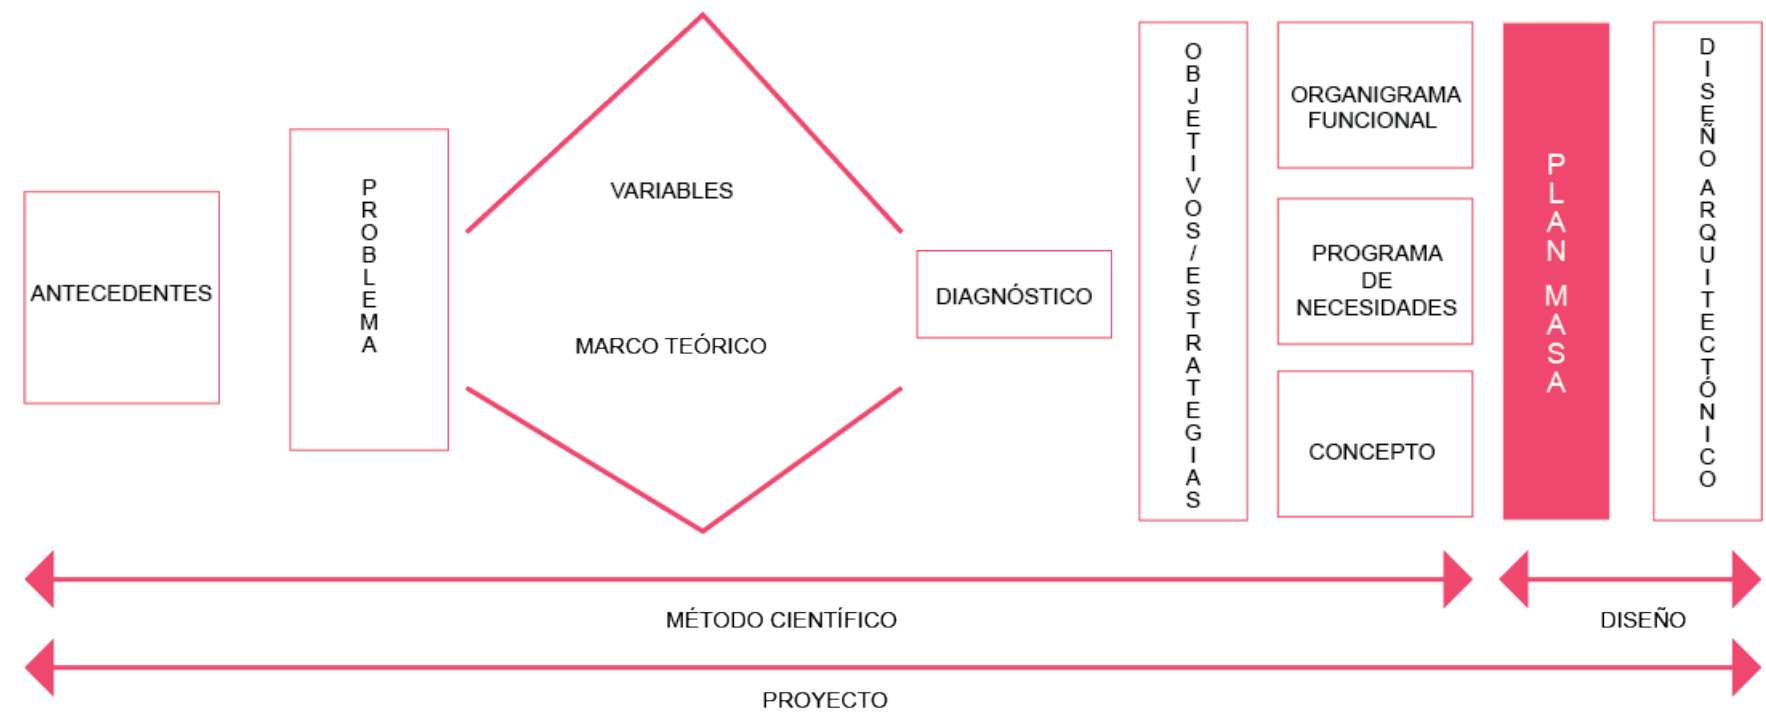 ANTECEDENTES
PROBLEMA
VARIABLES
MARCO TEÓRICO
DIAGNÓSTICO
OBJETIVOS/ESTRATEGIAS
ORGANIGRAMA
FUNCIONAL
PROGRAMA
DE
NECESIDADES
CONCEPTO
PLAN MASA
DISEÑO ARQUITECTÓNICO
MÉTODO CIENTÍFICO
DISEÑO
PROYECTO